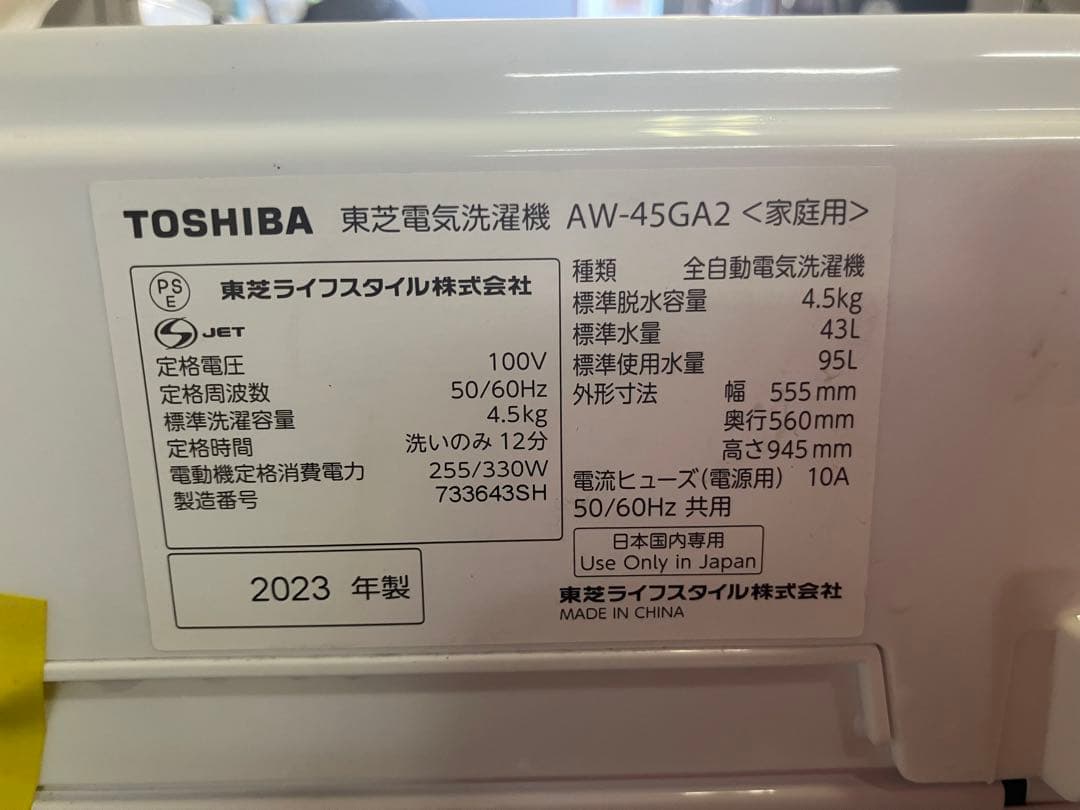 TOSHIBA 東芝電気洗濯機 AW-45GA2 <家庭用>
PS
E
東芝ライフスタイル株式会社
S JET
定格電圧 100V
定格周波数 50/60Hz
標準洗濯容量 4.5kg
定格時間 洗いのみ 12分
電動機定格消費電力 255/330W
製造番号 733643SH
2023 年製
種類 全自動電気洗濯機
標準脱水容量 4.5kg
標準水量 43L
標準使用水量 95L
外形寸法 幅 555mm
奥行560mm
高さ945mm
電流ヒューズ(電源用) 10A
50/60Hz 共用
日本国内専用
Use Only in Japan
東芝ライフスタイル株式会社
MADE IN CHINA